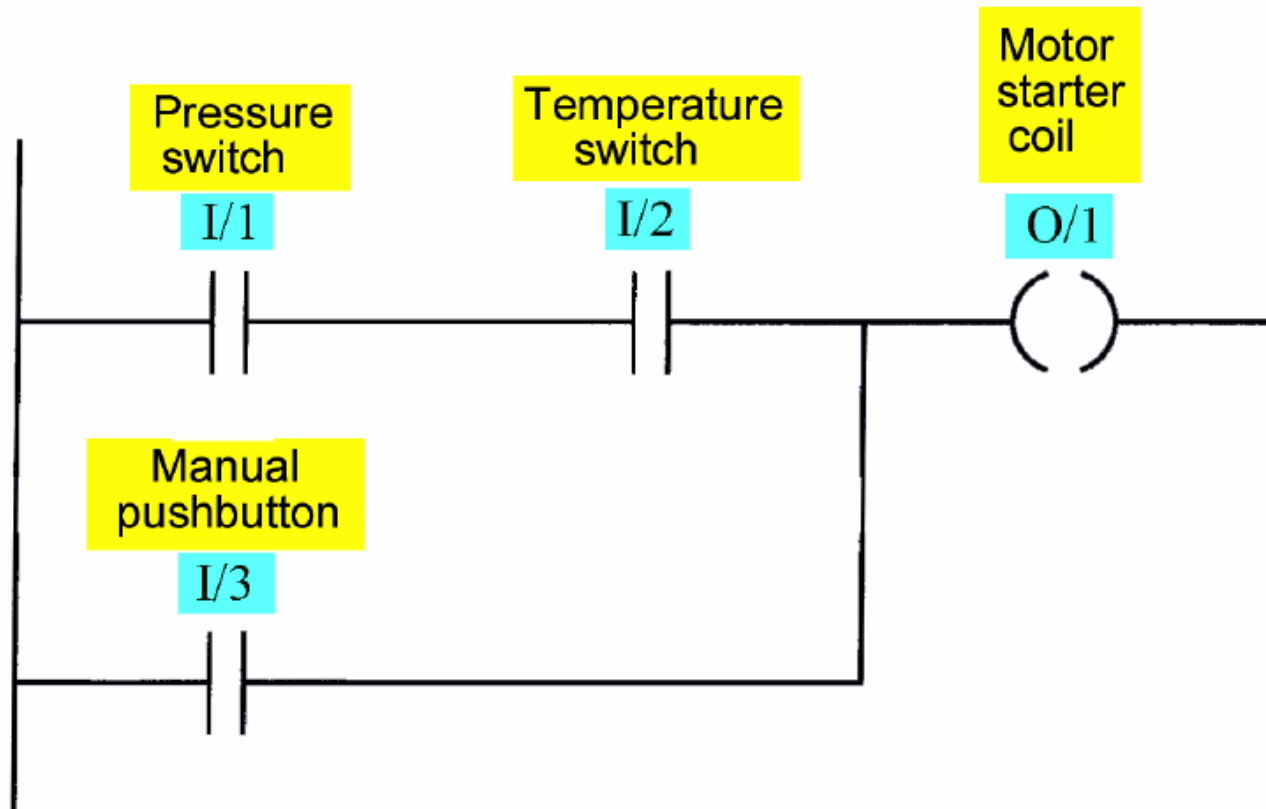 Pressure
switch
I/1
Temperature
switch
I/2
Motor
starter
coil
O/1
Manual
pushbutton
I/3